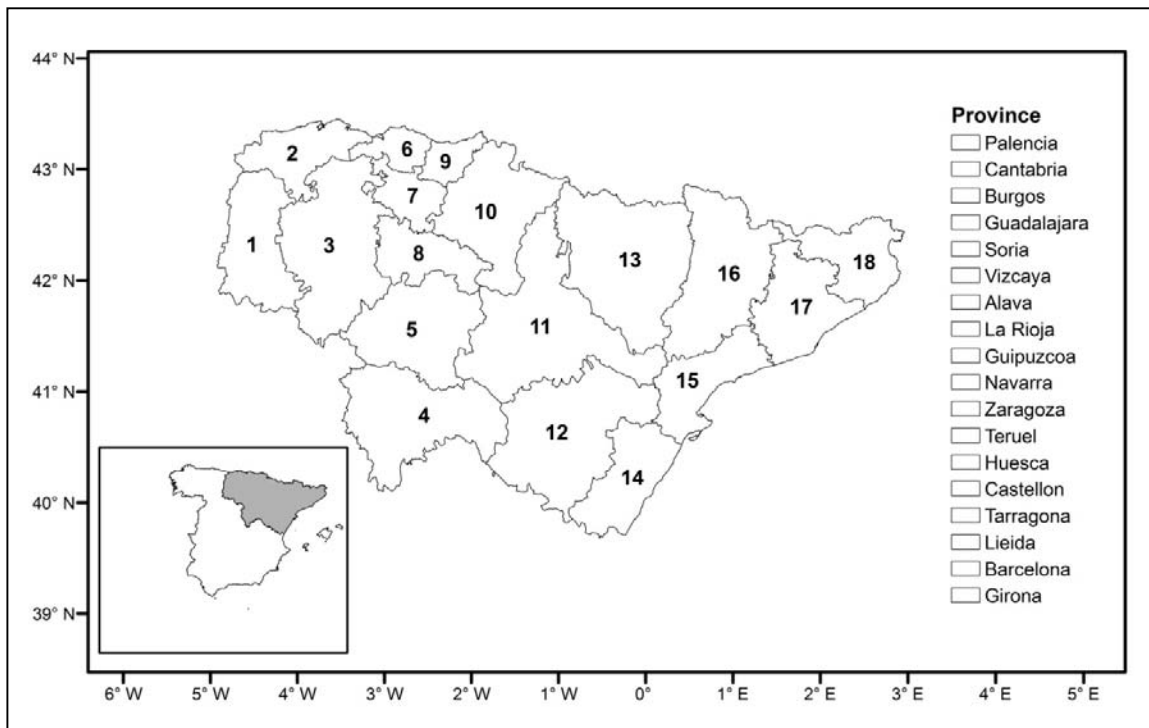 44° N
43° N
42° N
41° N
40° N
39° N
6° W 5° W 4° W 3° W 2° W 1° W 0° 1° E 2° E 3° E 4° E 5° E
1
2
3
4
5
6
7
8
9
10
11
12
13
14
15
16
17
18
Province
Palencia
Cantabria
Burgos
Guadalajara
Soria
Vizcaya
Alava
La Rioja
Guipuzcoa
Navarra
Zaragoza
Teruel
Huesca
Castellon
Tarragona
Lieida
Barcelona
Girona